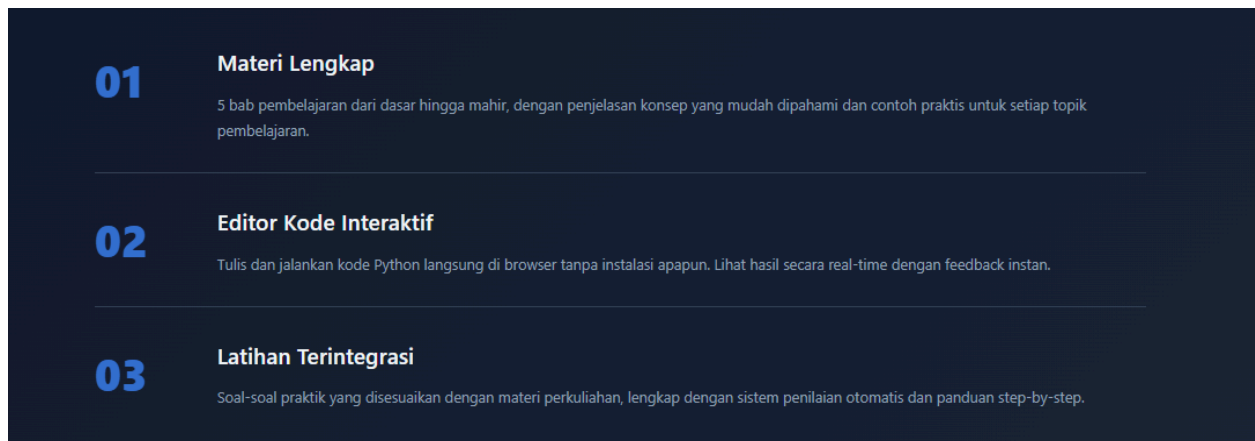 01
Materi Lengkap
5 bab pembelajaran dari dasar hingga mahir, dengan penjelasan konsep yang mudah dipahami dan contoh praktis untuk setiap topik
pembelajaran.
02
Editor Kode Interaktif
Tulis dan jalankan kode Python langsung di browser tanpa instalasi apapun. Lihat hasil secara real-time dengan feedback instan.
03
Latihan Terintegrasi
Soal-soal praktik yang disesuaikan dengan materi perkuliahan, lengkap dengan sistem penilaian otomatis dan panduan step-by-step.